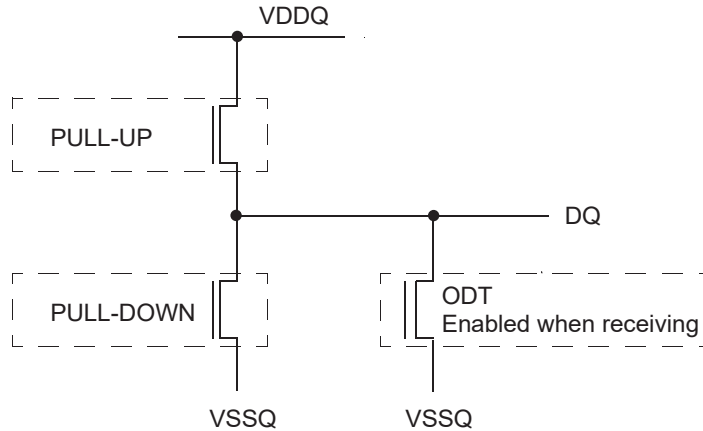 VDDQ
PULL-UP
DQ
PULL-DOWN
ODT
Enabled when receiving
VSSQ
VSSQ